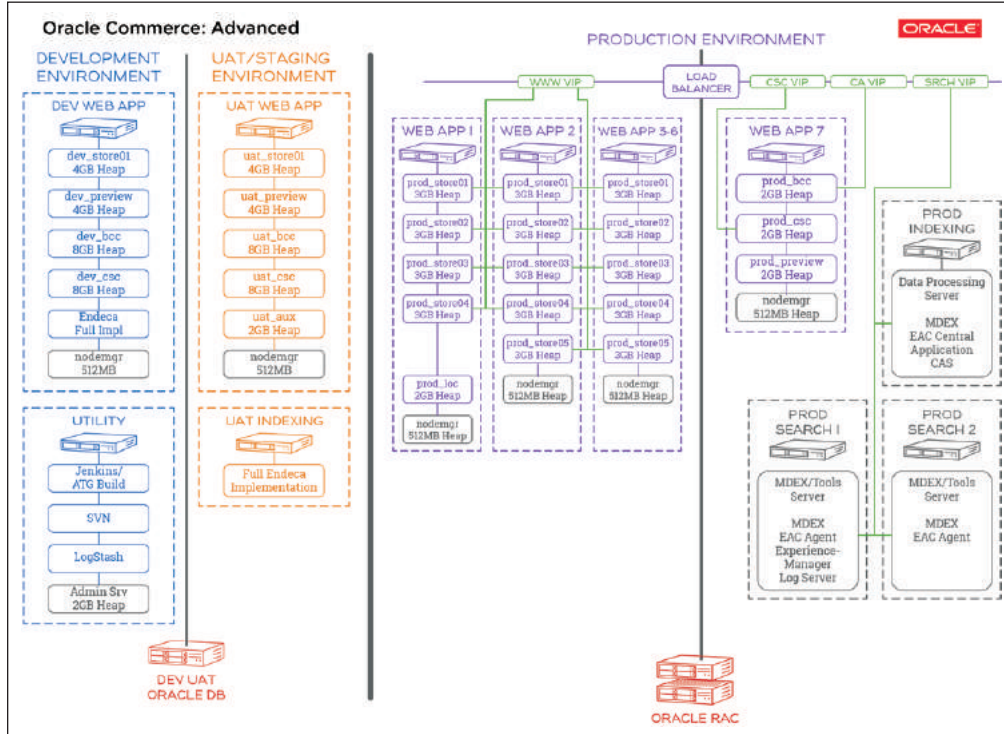 Oracle Commerce: Advanced
ORACLE
DEVELOPMENT
ENVIRONMENT
DEV WEB APP
dev_store01
4GB Heap
dev_preview
4GB Heap
dev_bcc
8GB Heap
dev_csc
8GB Heap
Endeca
Full Impl
nodemgr
512MB
UTILITY
Jenkins/
ATG Build
SVN
LogStash
Admin Srv
2GB Heap
UAT/STAGING
ENVIRONMENT
UAT WEB APP
uat_store01
4GB Heap
uat_preview
4GB Heap
uat_bcc
8GB Heap
uat_csc
8GB Heap
uat_aux
2GB Heap
nodemgr
512MB
UAT INDEXING
Full Endeca
Implementation
DEV UAT
ORACLE DB
PRODUCTION ENVIRONMENT
WWW VIP
LOAD
BALANCER
CSC VIP
CA VIP
SRCH VIP
WEB APP 1
prod_store01
3GB Heap
prod_store02
3GB Heap
prod_store03
3GB Heap
prod_store04
3GB Heap
prod_loc
2GB Heap
nodemgr
512MB Heap
WEB APP 2
prod_store01
3GB Heap
prod_store02
3GB Heap
prod_store03
3GB Heap
prod_store04
3GB Heap
prod_store05
3GB Heap
nodemgr
512MB Heap
WEB APP 3-6
prod_store01
3GB Heap
prod_store02
3GB Heap
prod_store03
3GB Heap
prod_store04
3GB Heap
prod_store05
3GB Heap
nodemgr
512MB Heap
WEB APP 7
prod_bcc
2GB Heap
prod_csc
2GB Heap
prod_preview
2GB Heap
nodemgr
512MB Heap
PROD
INDEXING
Data Processing
Server
MDEX
EAC Central
Application
CAS
PROD
SEARCH 1
MDEX/Tools
Server
MDEX
EAC Agent
Experience-
Manager
Log Server
PROD
SEARCH 2
MDEX/Tools
Server
MDEX
EAC Agent
ORACLE RAC